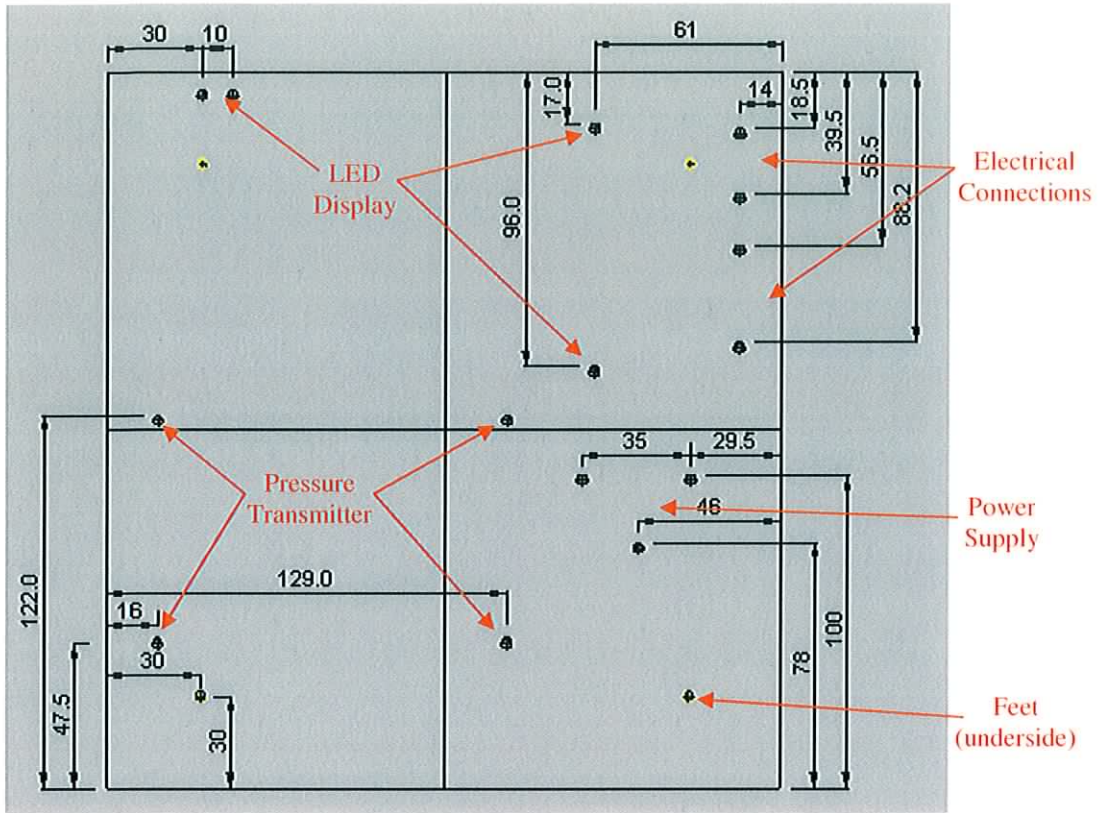 30 10 61
17.0
14
18.5
39.5
56.5
88.2
LED
Display
Electrical
Connections
96.0
35 29.5
Pressure
Transmitter
46
Power
Supply
122.0
129.0
16
30
47.5
30
78
100
Feet
(underside)